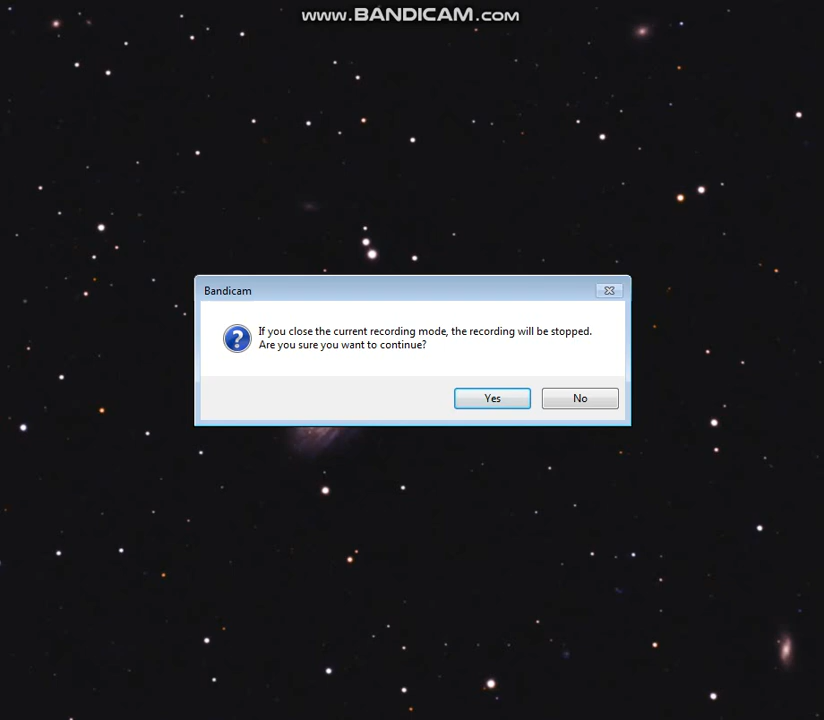 www.BANDICAM.com
Bandicam
If you close the current recording mode, the recording will be stopped.
Are you sure you want to continue?
Yes
No